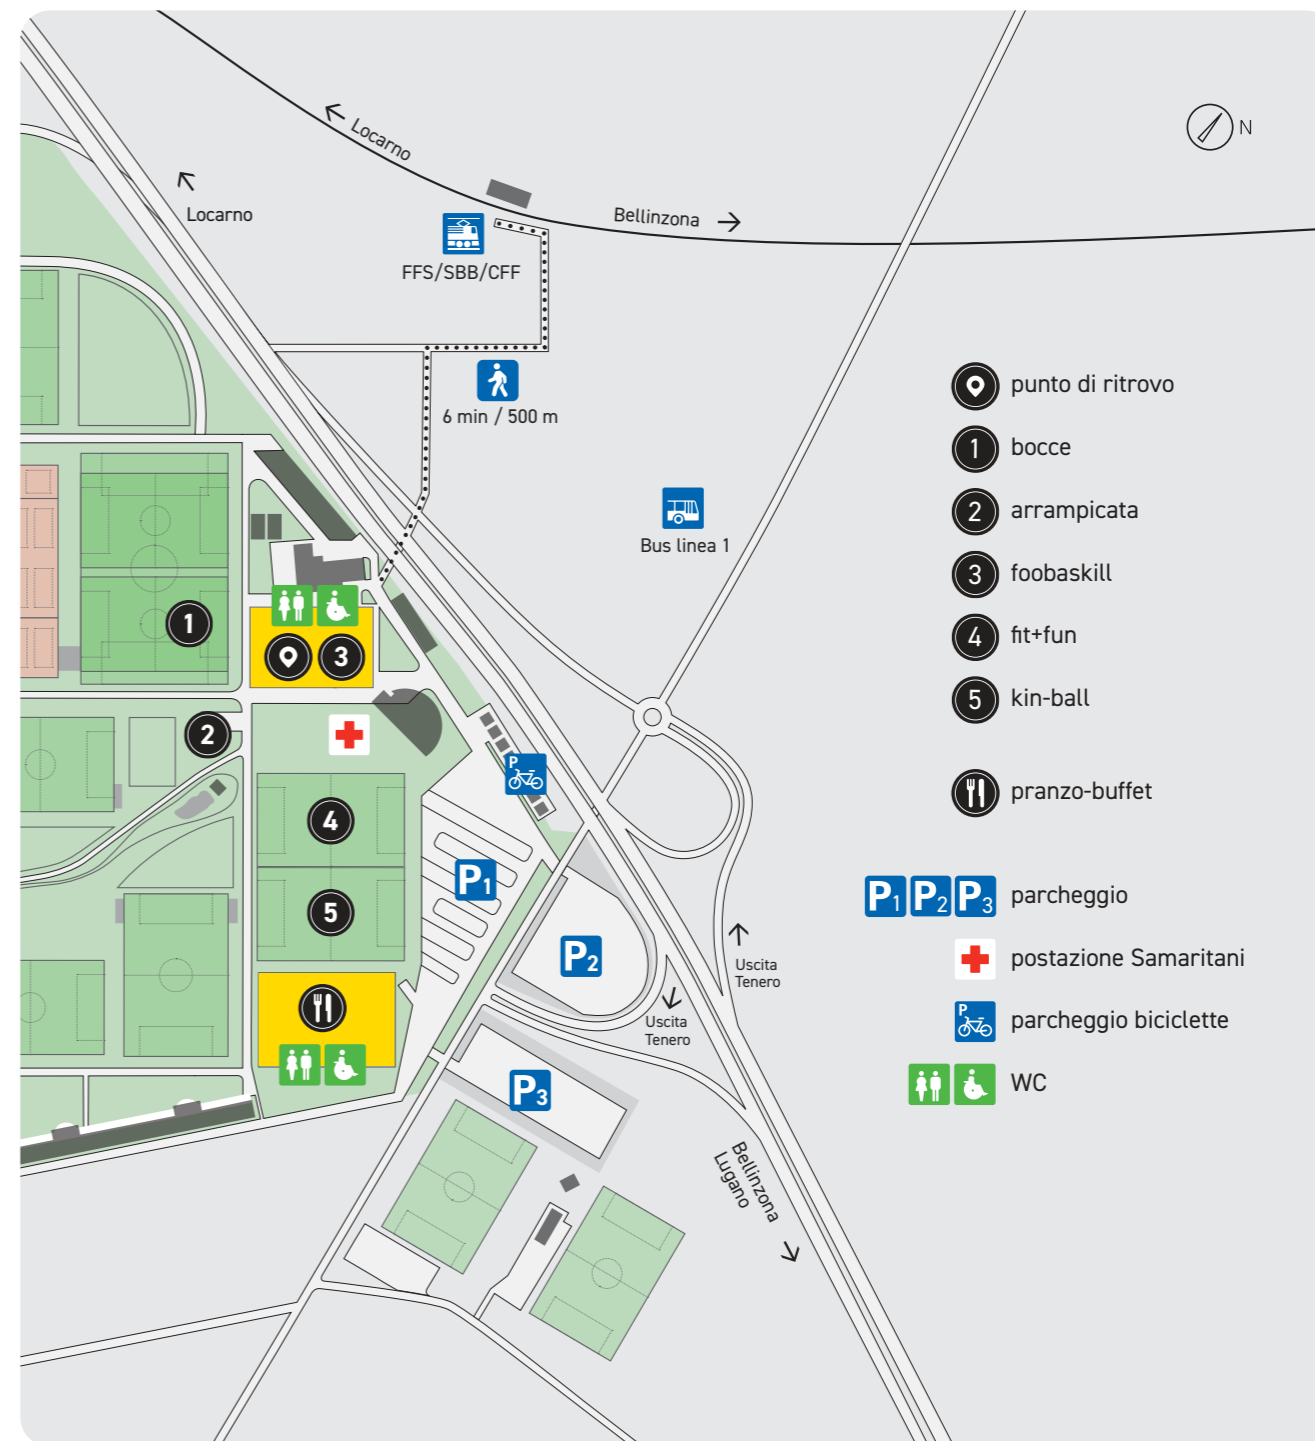 Locarno
N
Locarno
Bellinzona
FFS/SBB/CFF
6 min / 500 m
Bus linea 1
1
3
2
P
4
P1
5
P2
Uscita
Tenero
Uscita
Tenero
P3
Bellinzona
Lugano
punto di ritrovo
1 bocce
2 arrampicata
3 foobaskill
4 fit+fun
5 kin-ball
pranzo-buffet
P1 P2 P3 parcheggio
postazione Samaritani
P parcheggio biciclette
WC